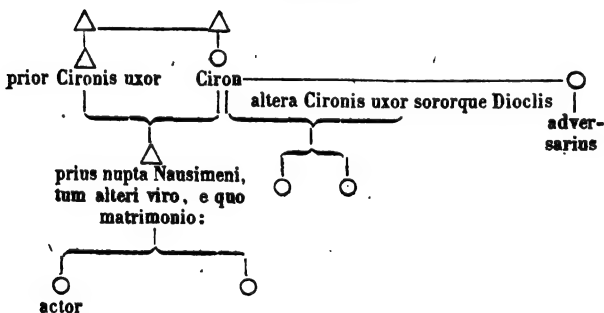 prior Cironis uxor Ciron
altera Cironis uxor sororque Dioclis
adver-
sarius
prius nupta Nausimeni,
tum alteri viro, e quo
matrimonio:
actor